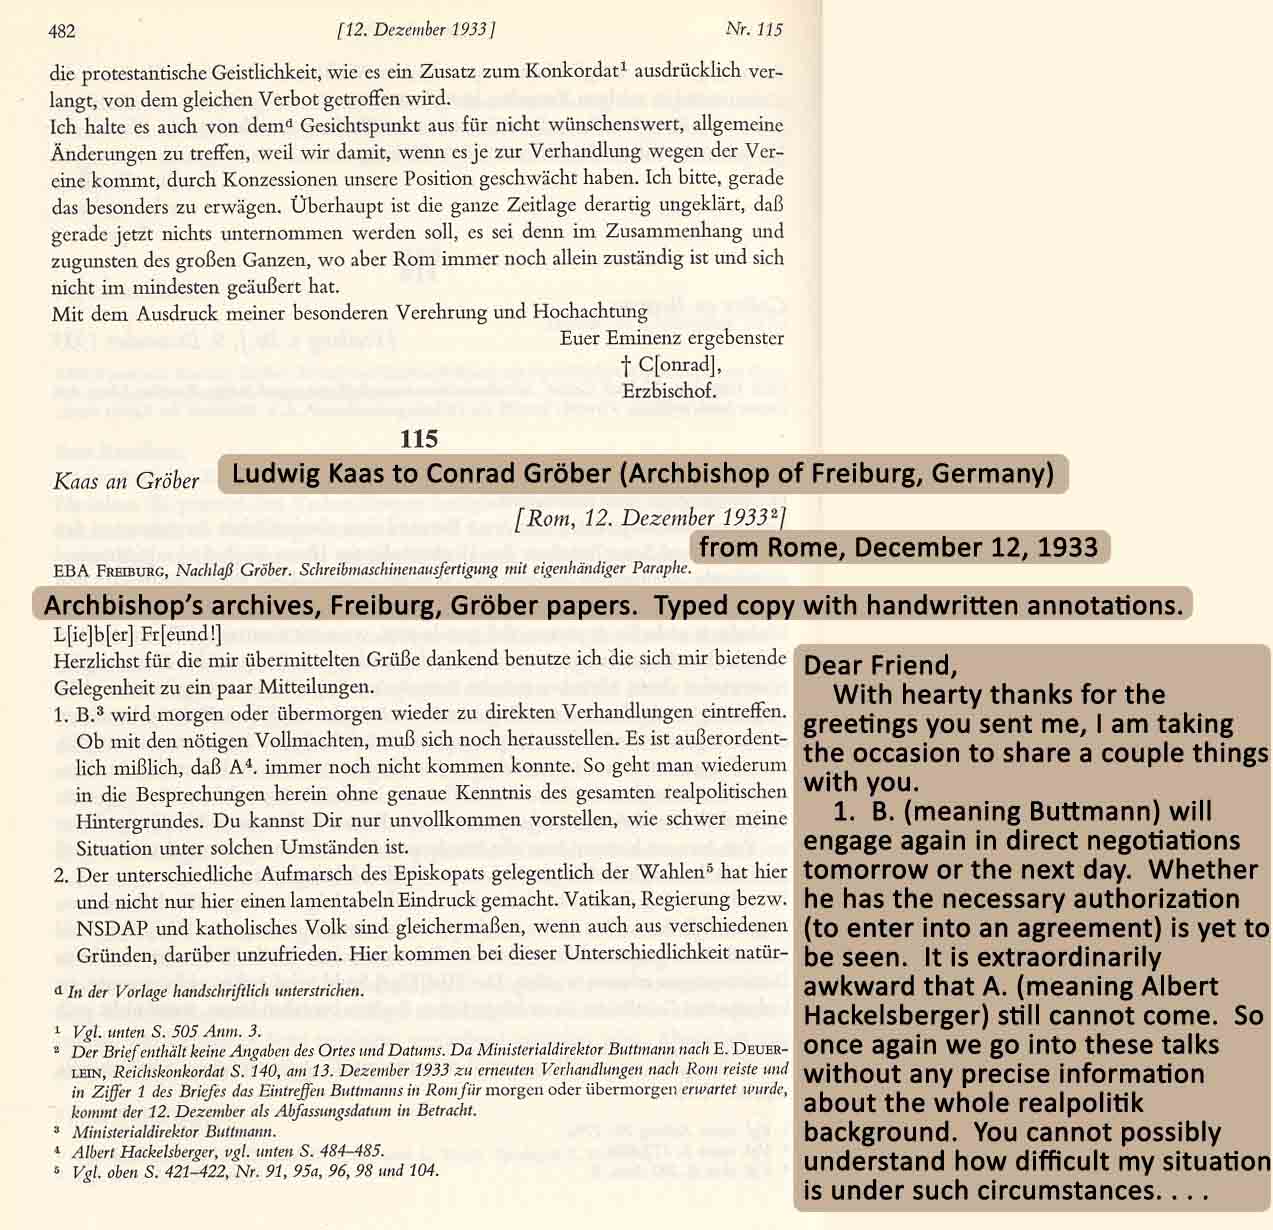 482 [12. Dezember 1933] Nr. 115
die protestantische Geistlichkeit, wie es ein Zusatz zum Konkordat¹ ausdrücklich ver-
langt, von dem gleichen Verbot getroffen wird.
Ich halte es auch von demᵈ Gesichtspunkt aus für nicht wünschenswert, allgemeine
Änderungen zu treffen, weil wir damit, wenn es je zur Verhandlung wegen der Ver-
eine kommt, durch Konzessionen unsere Position geschwächt haben. Ich bitte, gerade
das besonders zu erwägen. Überhaupt ist die ganze Zeitlage derartig ungeklärt, daß
gerade jetzt nichts unternommen werden soll, es sei denn im Zusammenhang und
zugunsten des großen Ganzen, wo aber Rom immer noch allein zuständig ist und sich
nicht im mindesten geäußert hat.
Mit dem Ausdruck meiner besonderen Verehrung und Hochachtung
Euer Eminenz ergebenster
† C[onrad],
Erzbischof.
115
Kaas an Gröber
Ludwig Kaas to Conrad Gröber (Archbishop of Freiburg, Germany)
[Rom, 12. Dezember 1933²]
from Rome, December 12, 1933
EBA FREIBURG, Nachlaß Gröber. Schreibmaschinenausfertigung mit eigenhändiger Paraphe.
Archbishop's archives, Freiburg, Gröber papers. Typed copy with handwritten annotations.
L[ie]b[er] Fr[eund!]
Herzlichst für die mir übermittelten Grüße dankend benutze ich die sich mir bietende
Gelegenheit zu ein paar Mitteilungen.
1. B.³ wird morgen oder übermorgen wieder zu direkten Verhandlungen eintreffen.
Ob mit den nötigen Vollmachten, muß sich noch herausstellen. Es ist außerordent-
lich mißlich, daß A⁴. immer noch nicht kommen konnte. So geht man wiederum
in die Besprechungen herein ohne genaue Kenntnis des gesamten realpolitischen
Hintergrundes. Du kannst Dir nur unvollkommen vorstellen, wie schwer meine
Situation unter solchen Umständen ist.
2. Der unterschiedliche Aufmarsch des Episkopats gelegentlich der Wahlen⁵ hat hier
und nicht nur hier einen lamentabeln Eindruck gemacht. Vatikan, Regierung bezw.
NSDAP und katholisches Volk sind gleichermaßen, wenn auch aus verschiedenen
Gründen, darüber unzufrieden. Hier kommen bei dieser Unterschiedlichkeit natür-
ᵈ In der Vorlage handschriftlich unterstrichen.
¹ Vgl. unten S. 505 Anm. 3.
² Der Brief enthält keine Angaben des Ortes und Datums. Da Ministerialdirektor Buttmann nach E. DEUER-
LEIN, Reichskonkordat S. 140, am 13. Dezember 1933 zu erneuten Verhandlungen nach Rom reiste und
in Ziffer 1 des Briefes das Eintreffen Buttmanns in Rom für morgen oder übermorgen erwartet wurde,
kommt der 12. Dezember als Abfassungsdatum in Betracht.
³ Ministerialdirektor Buttmann.
⁴ Albert Hackelsberger, vgl. unten S. 484–485.
⁵ Vgl. oben S. 421–422, Nr. 91, 95a, 96, 98 und 104.
Dear Friend,
With hearty thanks for the
greetings you sent me, I am taking
the occasion to share a couple things
with you.
1. B. (meaning Buttmann) will
engage again in direct negotiations
tomorrow or the next day. Whether
he has the necessary authorization
(to enter into an agreement) is yet to
be seen. It is extraordinarily
awkward that A. (meaning Albert
Hackelsberger) still cannot come. So
once again we go into these talks
without any precise information
about the whole realpolitik
background. You cannot possibly
understand how difficult my situation
is under such circumstances. . . .